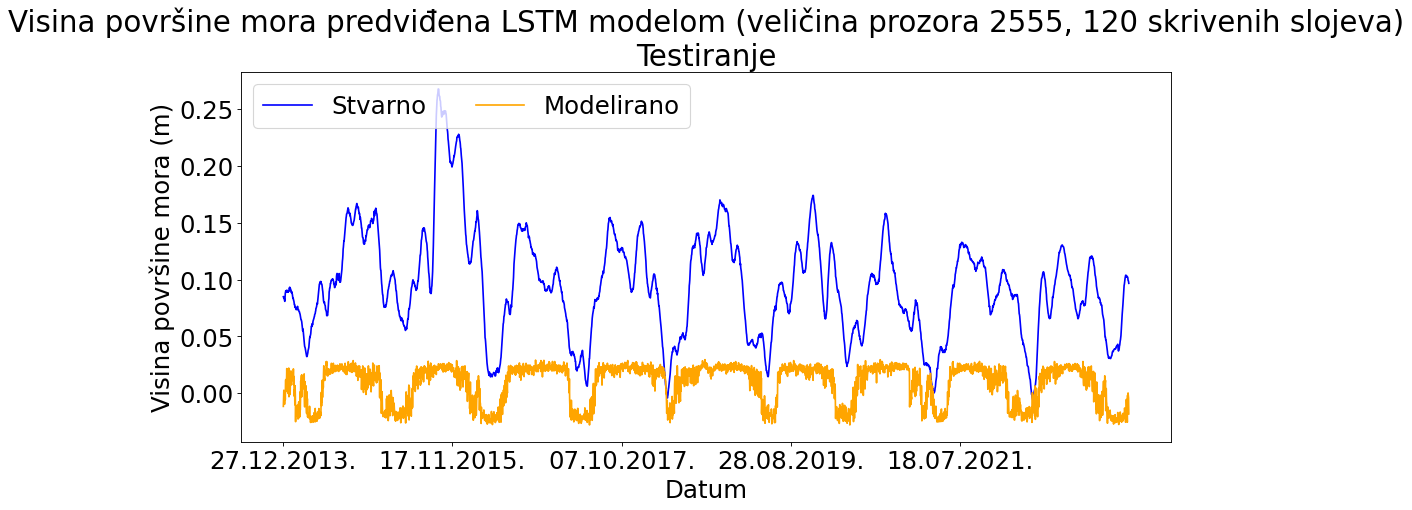 Visina površine mora predviđena LSTM modelom (veličina prozora 2555, 120 skrivenih slojeva)
Testiranje
Stvarno
Modelirano
Visina površine mora (m)
0.25
0.20
0.15
0.10
0.05
0.00
27.12.2013.
17.11.2015.
07.10.2017.
28.08.2019.
18.07.2021.
Datum